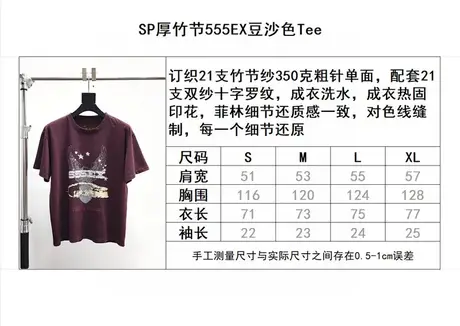 SP厚竹节555EX豆沙色Tee
订织21支竹节纱350克粗针单面，配套21
支双纱十字罗纹，成衣洗水，成衣热固
印花，菲林细节还质感一致，对色线缝
制，每一个细节还原
尺码 S M L XL
肩宽 51 53 55 57
胸围 116 120 124 128
衣长 71 73 75 77
袖长 22 23 24 25
手工测量尺寸与实际尺寸之间存在0.5-1cm误差
555EX